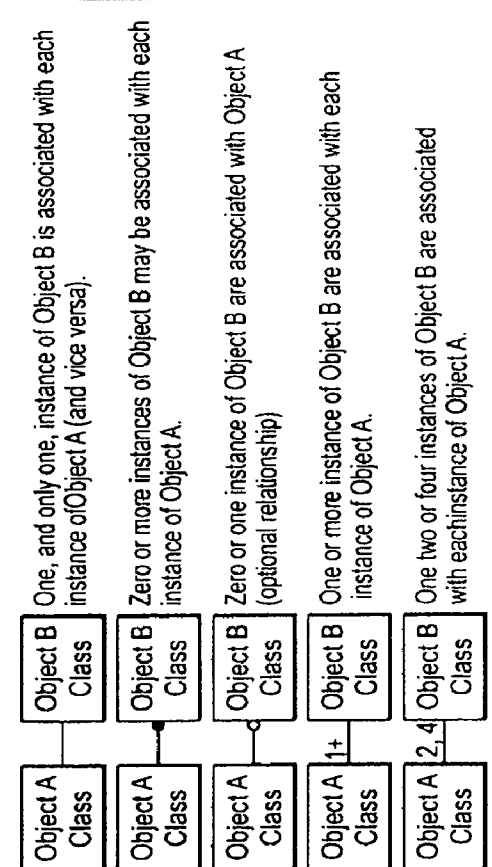 Object A
Class
Object B
Class
One, and only one, instance of Object B is associated with each
instance ofObject A (and vice versa).
Object A
Class
Object B
Class
Zero or more instances of Object B may be associated with each
instance of Object A.
Object A
Class
Object B
Class
Zero or one instance of Object B are associated with Object A
(optional relationship)
Object A
Class
1+
Object B
Class
One or more instance of Object B are associated with each
instance of Object A.
Object A
Class
2, 4
Object B
Class
One two or four instances of Object B are associated
with eachinstance of Object A.